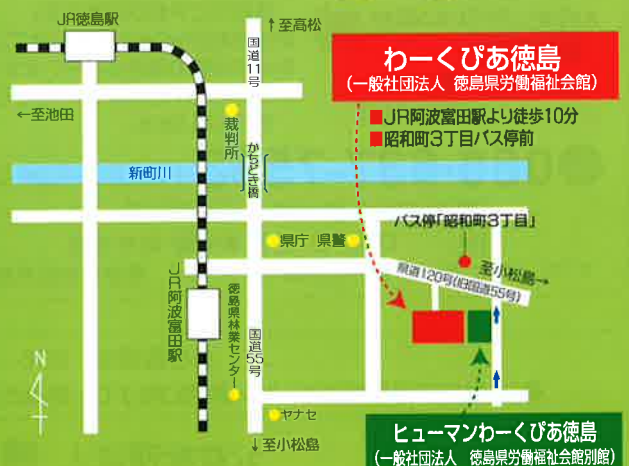 JR徳島駅
↑至高松
国道11号
わーくぴあ徳島
(一般社団法人 徳島県労働福祉会館)
■JR阿波富田駅より徒歩10分
■昭和町3丁目バス停前
←至池田
裁判所
かちどき橋
新町川
バス停「昭和町3丁目」
県庁 県警
県道120号(旧国道55号)
至小松島→
JR阿波富田駅
徳島県林業センター
国道55号
N
ヤナセ
↓至小松島
ヒューマンわーくぴあ徳島
(一般社団法人 徳島県労働福祉会館別館)